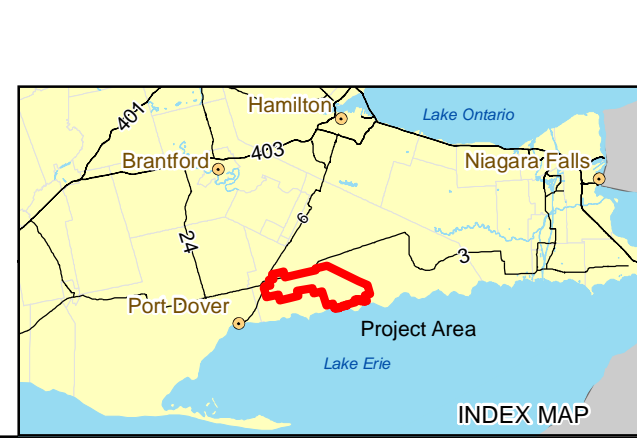 Hamilton
Lake Ontario
401
Brantford
403
Niagara Falls
6
24
3
Port-Dover
Project Area
Lake Erie
INDEX MAP